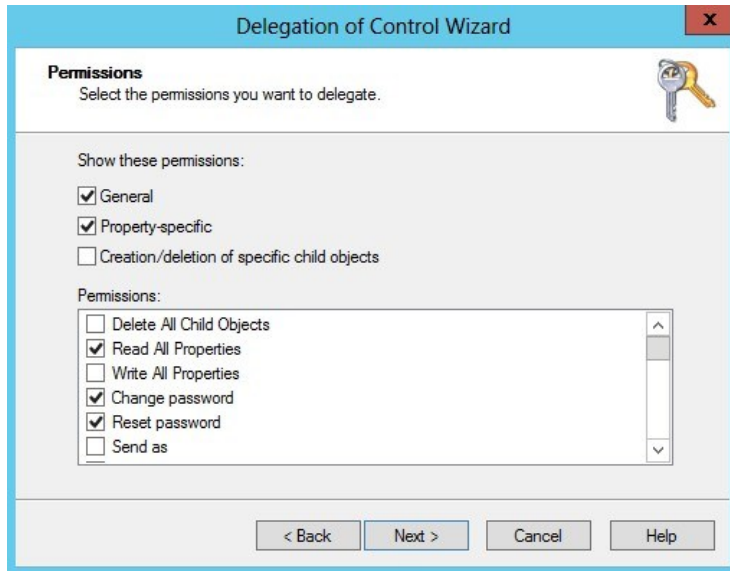 Delegation of Control Wizard
x
Permissions
Select the permissions you want to delegate.
Show these permissions:
General
Property-specific
Creation/deletion of specific child objects
Permissions:
Delete All Child Objects
Read All Properties
Write All Properties
Change password
Reset password
Send as
< Back Next > Cancel Help